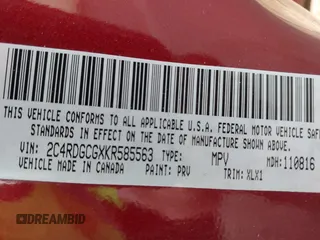 THIS VEHICLE CONFORMS TO ALL APPLICABLE U.S.A. FEDERAL MOTOR VEHICLE SAF
STANDARDS IN EFFECT ON THE DATE OF MANUFACTURE SHOWN ABOVE.
VIN: 2C4RDGCGXKR585563 TYPE: MPV MDH: 110816
VEHICLE MADE IN CANADA PAINT: PRV TRIM: XLX1
DREAMBID